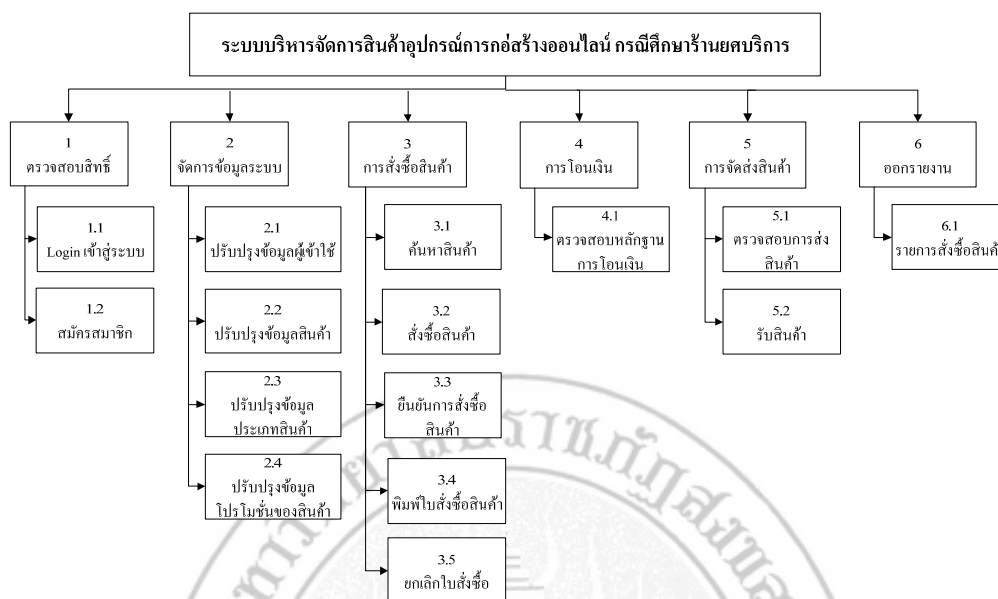 ระบบบริหารจัดการสินค้าอุปกรณ์การก่อสร้างออนไลน์ กรณีศึกษาร้านยศบริการ
1
ตรวจสอบสิทธิ์
2
จัดการข้อมูลระบบ
3
การสั่งซื้อสินค้า
4
การโอนเงิน
5
การจัดส่งสินค้า
6
ออกรายงาน
1.1
Login เข้าสู่ระบบ
1.2
สมัครสมาชิก
2.1
ปรับปรุงข้อมูลผู้เข้าใช้
2.2
ปรับปรุงข้อมูลสินค้า
2.3
ปรับปรุงข้อมูล
ประเภทสินค้า
2.4
ปรับปรุงข้อมูล
โปรโมชั่นของสินค้า
3.1
ค้นหาสินค้า
3.2
สั่งซื้อสินค้า
3.3
ยืนยันการสั่งซื้อ
สินค้า
3.4
พิมพ์ใบสั่งซื้อสินค้า
3.5
ยกเลิกใบสั่งซื้อ
4.1
ตรวจสอบหลักฐาน
การโอนเงิน
5.1
ตรวจสอบการส่ง
สินค้า
5.2
รับสินค้า
6.1
รายการสั่งซื้อสินค้า